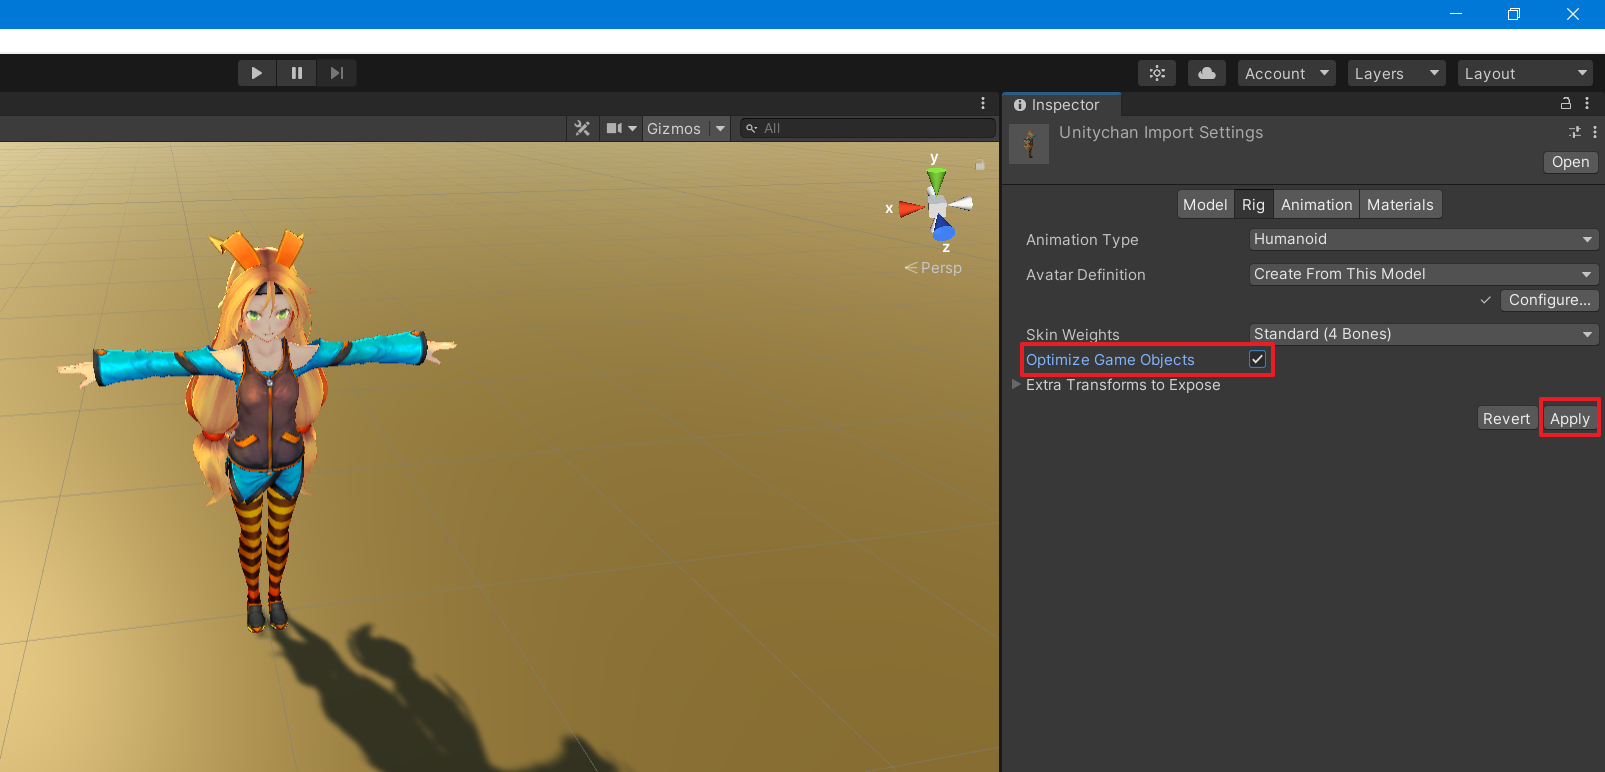 Account
Layers
Layout
Inspector
Gizmos
All
Unitychan Import Settings
Open
y
x
z
Persp
Model
Rig
Animation
Materials
Animation Type
Humanoid
Avatar Definition
Create From This Model
Configure...
Skin Weights
Standard (4 Bones)
Optimize Game Objects
Extra Transforms to Expose
Revert
Apply